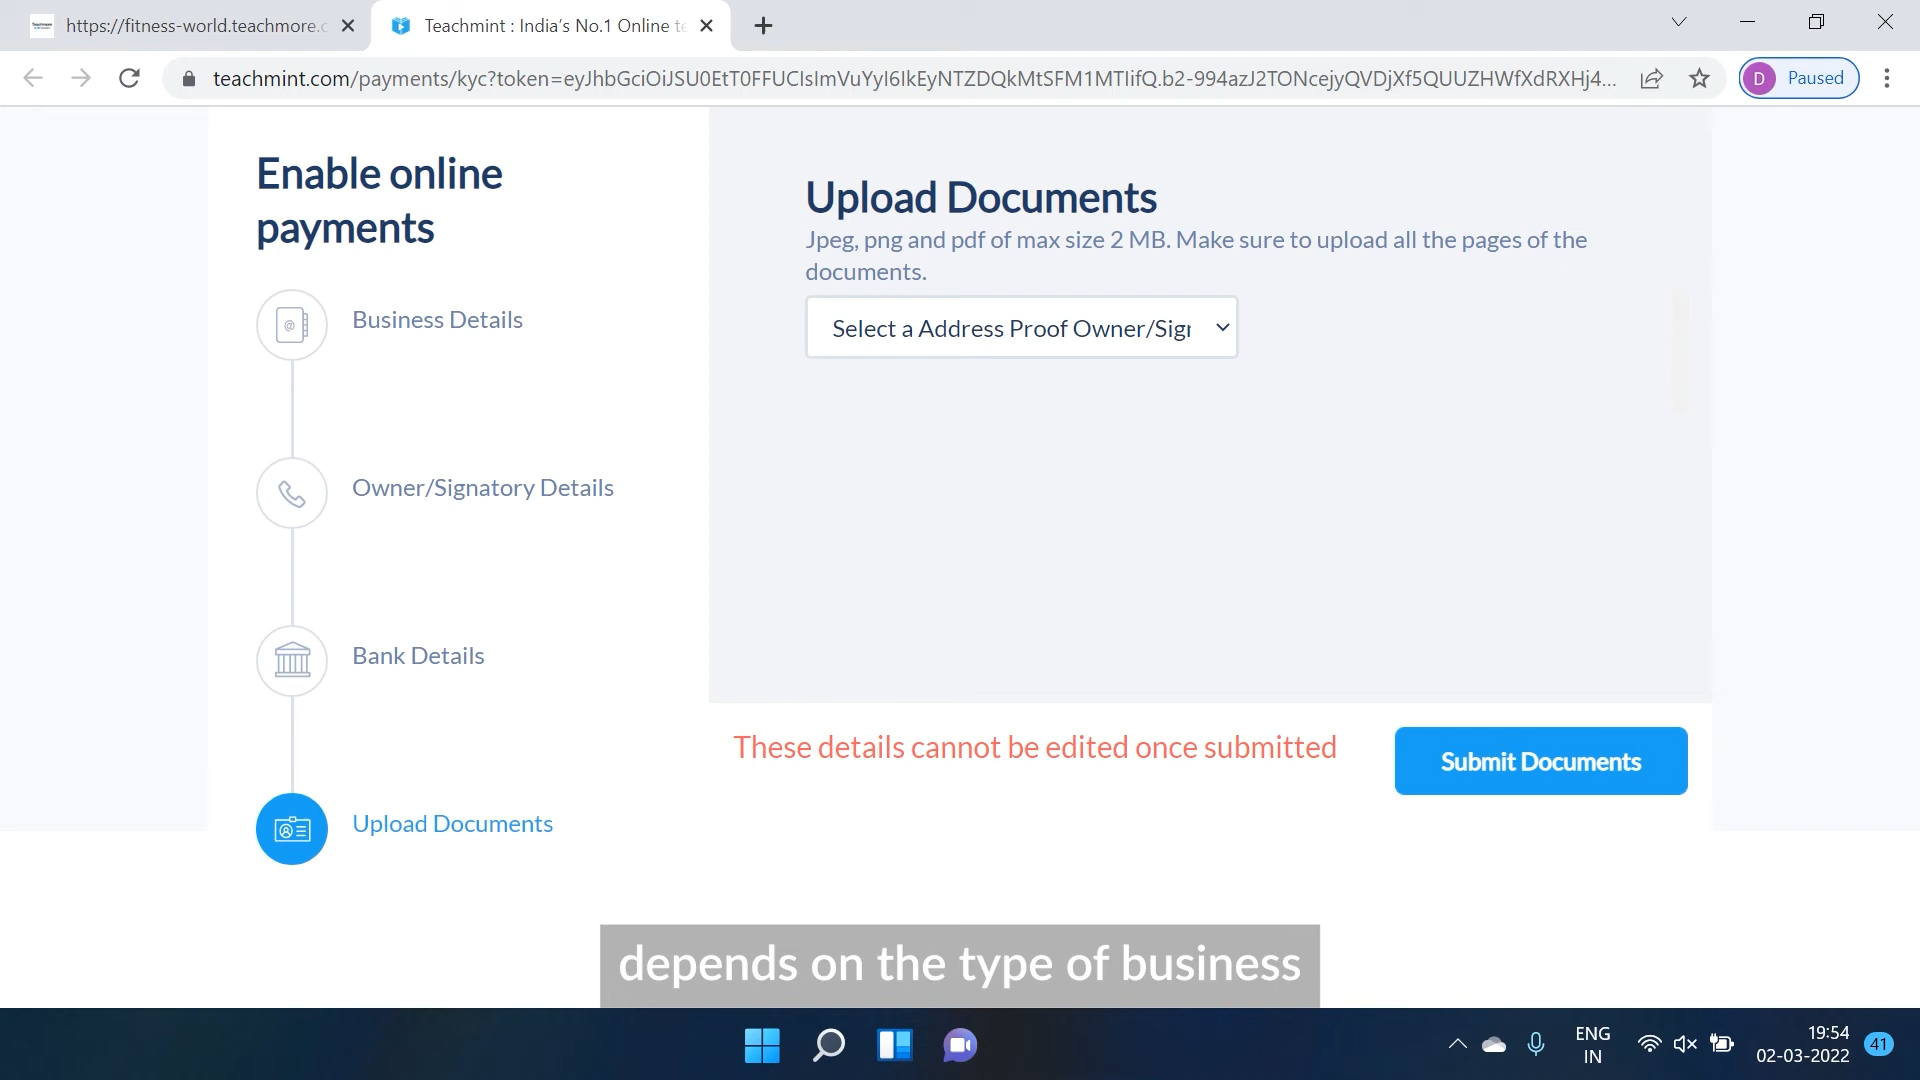 https://fitness-world.teachmore.c
Teachmint : India's No.1 Online te
teachmint.com/payments/kyc?token=eyJhbGciOiJSU0EtT0FFUCIsImVuYyI6IkEyNTZDQkMtSFM1MTIifQ.b2-994azJ2TONcejyQVDjXf5QUUZHWfXdRXHj4...
D Paused
Enable online
payments
Business Details
Owner/Signatory Details
Bank Details
Upload Documents
Upload Documents
Jpeg, png and pdf of max size 2 MB. Make sure to upload all the pages of the
documents.
Select a Address Proof Owner/Sigr
These details cannot be edited once submitted
Submit Documents
depends on the type of business
ENG
IN
19:54
02-03-2022
41